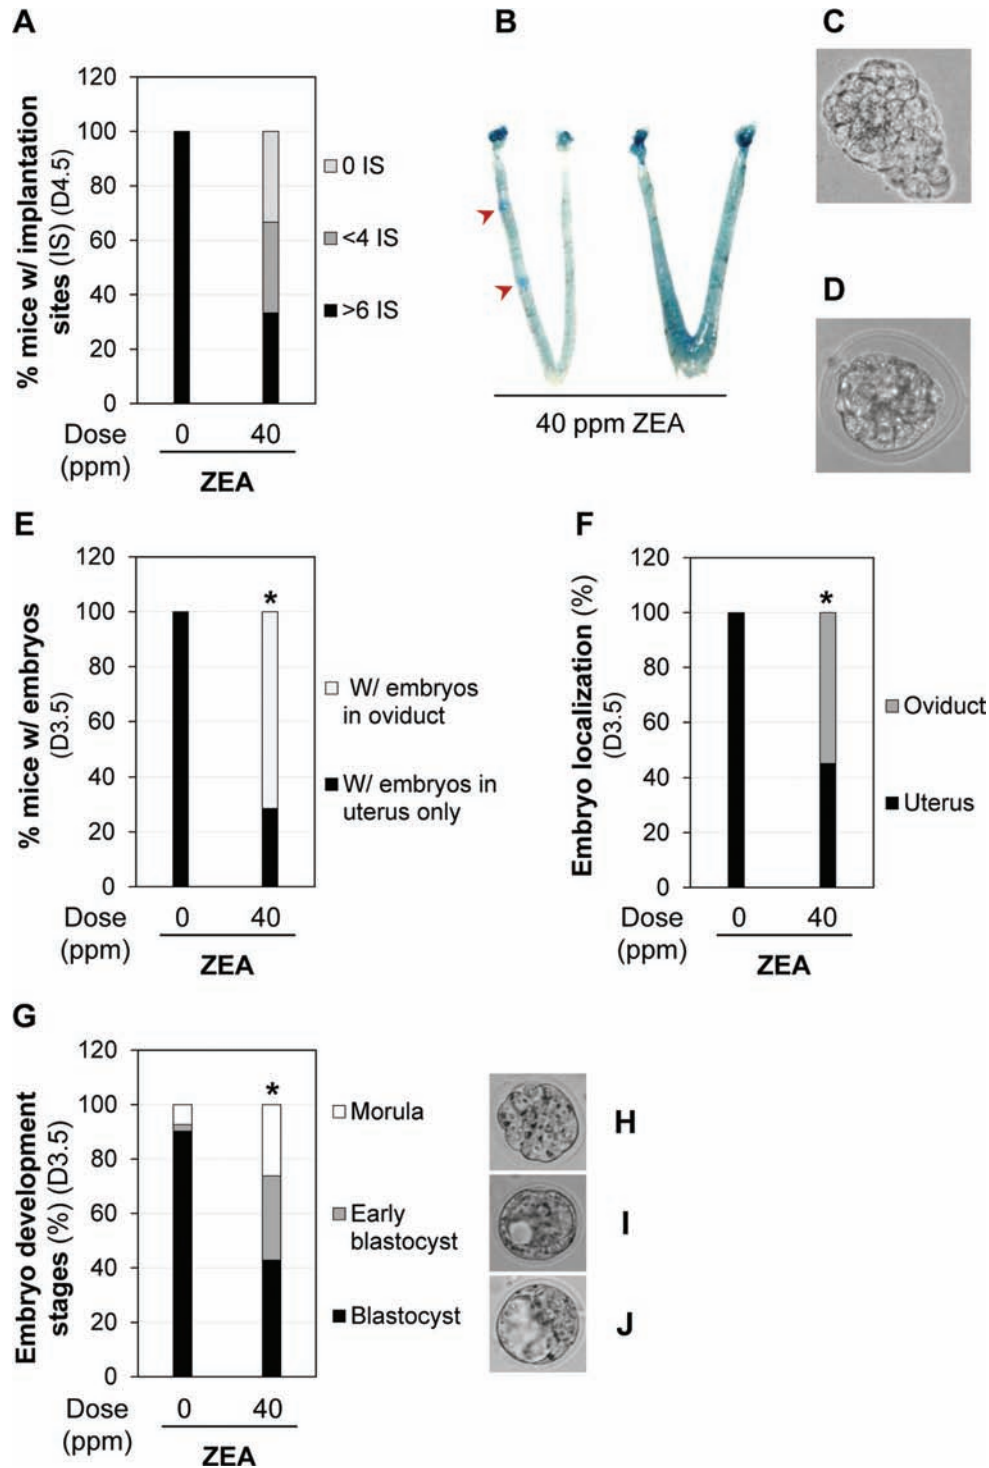 A
% mice w/ implantation
sites (IS) (D4.5)
120
100
80
60
40
20
0
0 IS
<4 IS
>6 IS
Dose
(ppm)
0
40
ZEA
B
40 ppm ZEA
C
D
E
% mice w/ embryos
(D3.5)
120
100
80
60
40
20
0
*
W/ embryos
in oviduct
W/ embryos in
uterus only
Dose
(ppm)
0
40
ZEA
F
Embryo localization (%)
(D3.5)
120
100
80
60
40
20
0
*
Oviduct
Uterus
Dose
(ppm)
0
40
ZEA
G
Embryo development
stages (%) (D3.5)
120
100
80
60
40
20
0
*
Morula
Early
blastocyst
Blastocyst
Dose
(ppm)
0
40
ZEA
H
I
J